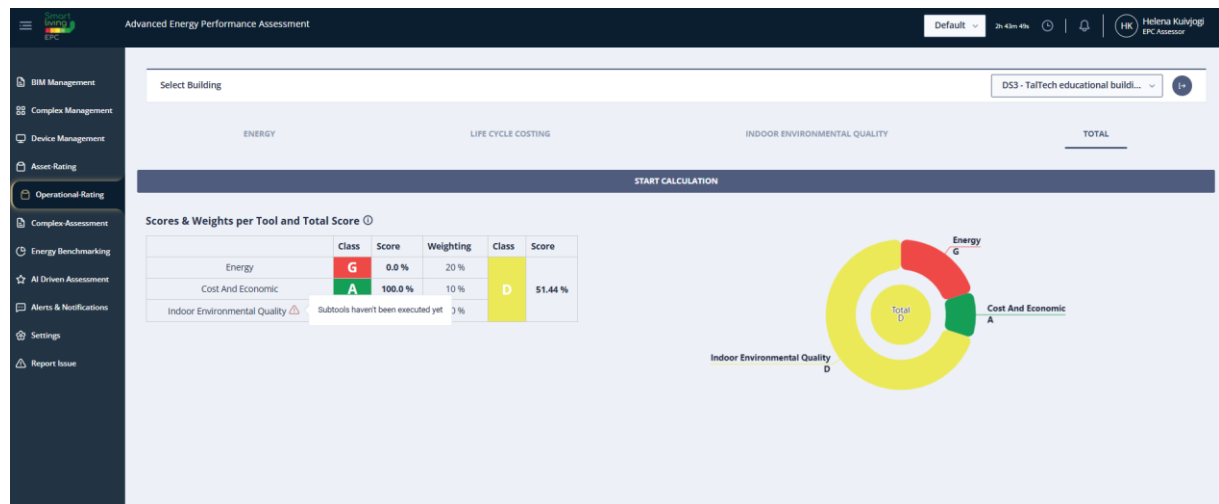 Smart
living
EPC
Advanced Energy Performance Assessment
Default
2h 43m 49s
HK
Helena Kuivjogi
EPC Assessor
BIM Management
Complex Management
Device Management
Asset-Rating
Operational-Rating
Complex-Assessment
Energy Benchmarking
AI Driven Assessment
Alerts & Notifications
Settings
Report Issue
Select Building
DS3 - TalTech educational buildi...
ENERGY LIFE CYCLE COSTING INDOOR ENVIRONMENTAL QUALITY TOTAL
START CALCULATION
Scores & Weights per Tool and Total Score
Class Score Weighting Class Score
Energy G 0.0 % 20 %
Cost And Economic A 100.0 % 10 % D 51.44 %
Indoor Environmental Quality Subtools haven't been executed yet 0 %
Energy
G
Cost And Economic
A
Total
D
Indoor Environmental Quality
D